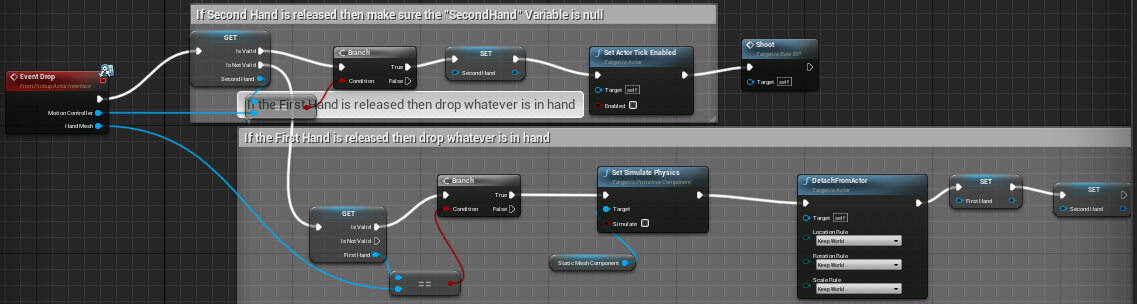 If Second Hand is released then make sure the "SecondHand" Variable is null
GET
Is Valid
Is Not Valid
Second Hand
Branch
True
Condition
False
SET
Second Hand
Set Actor Tick Enabled
Target is Actor
Target
self
Enabled
Shoot
Target is Bow BP
Target
self
Event Drop
From Pickup Actor Interface
Motion Controller
Hand Mesh
If the First Hand is released then drop whatever is in hand
If the First Hand is released then drop whatever is in hand
Branch
True
Condition
False
Set Simulate Physics
Target is Primitive Component
Target
Simulate
Static Mesh Component
DetachFromActor
Target is Actor
Target
self
Location Rule
Keep World
Rotation Rule
Keep World
Scale Rule
Keep World
SET
First Hand
SET
Second Hand
GET
Is Valid
Is Not Valid
First Hand
==